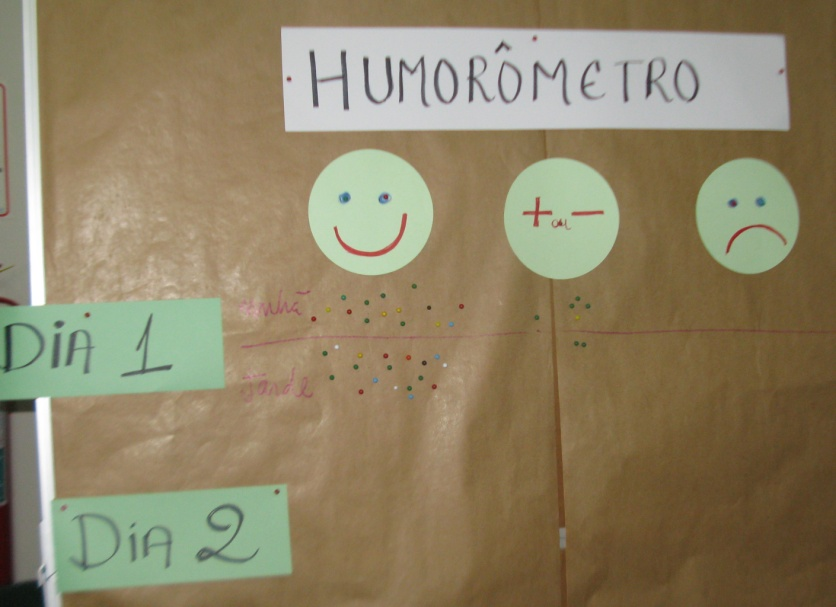 HUMORÔMETRO
+ ou -
manhã
DIA 1
tarde
DIA 2